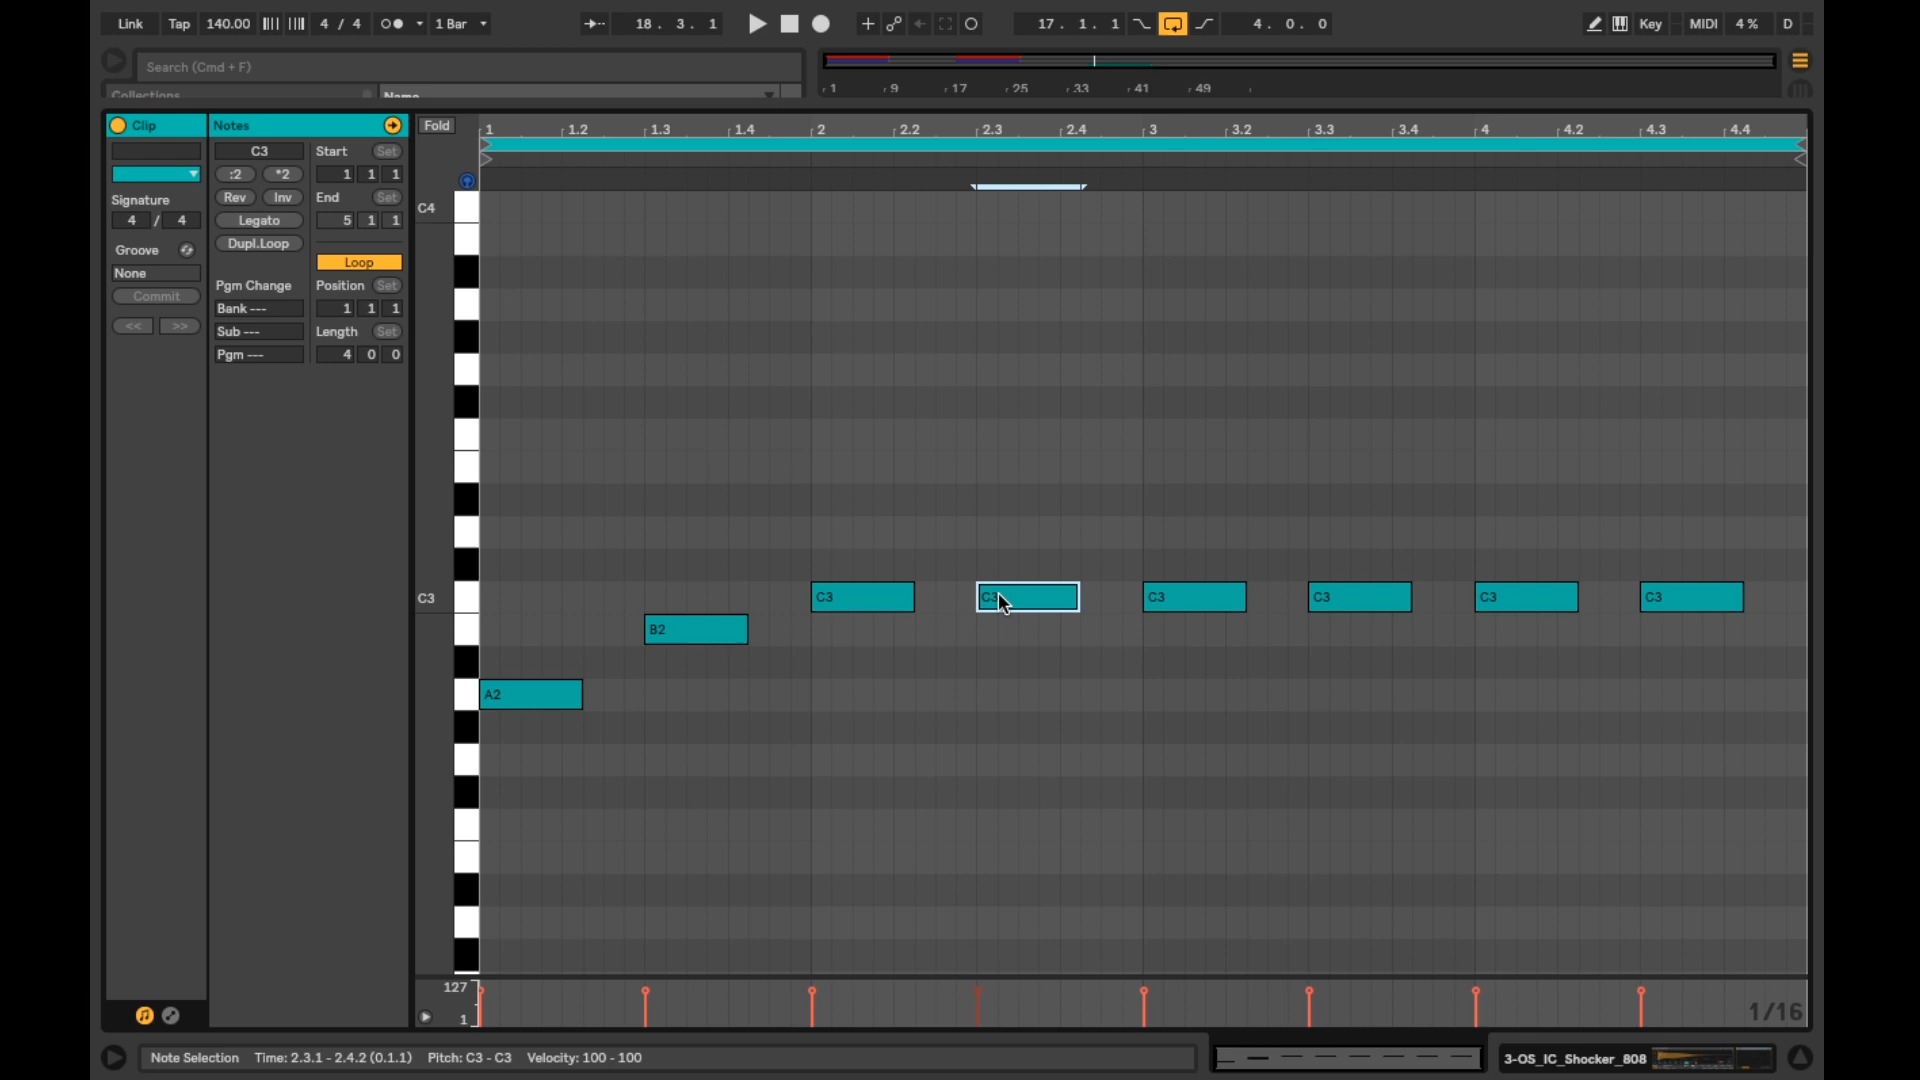 Link Tap 140.00 4 / 4 1 Bar 18. 3. 1 17. 1. 1 4. 0. 0 Key MIDI 4 % D
Search (Cmd + F)
Collections Name
1 9 17 25 33 41 49
Clip Notes Fold 1 1.2 1.3 1.4 2 2.2 2.3 2.4 3 3.2 3.3 3.4 4 4.2 4.3 4.4
C3 Start Set
:2 *2 1 1 1
Signature Rev Inv End Set
4 / 4 Legato 5 1 1
Groove Dupl.Loop
None Loop
Commit Pgm Change Position Set
Bank --- 1 1 1
<< >> Sub --- Length Set
Pgm --- 4 0 0
C4
C3 C3 C3 C3 C3 C3 C3
B2
A2
127
1
1/16
Note Selection Time: 2.3.1 - 2.4.2 (0.1.1) Pitch: C3 - C3 Velocity: 100 - 100
3-OS_IC_Shocker_808